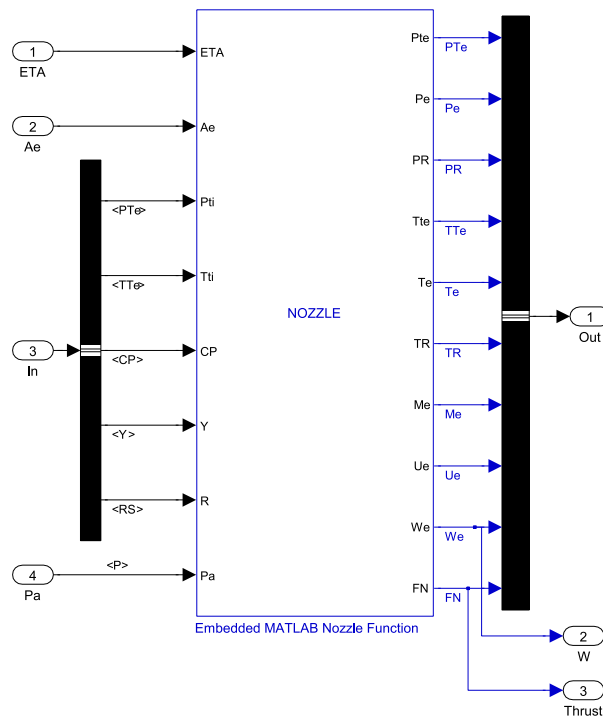 1
ETA
2
Ae
<PTe>
<TTe>
3
In
<CP>
<Y>
<RS>
4
Pa
<P>
ETA
Ae
Pti
Tti
CP
Y
R
Pa
NOZZLE
Pte
Pe
PR
Tte
Te
TR
Me
Ue
We
FN
Embedded MATLAB Nozzle Function
PTe
Pe
PR
TTe
Te
TR
Me
Ue
We
FN
1
Out
2
W
3
Thrust